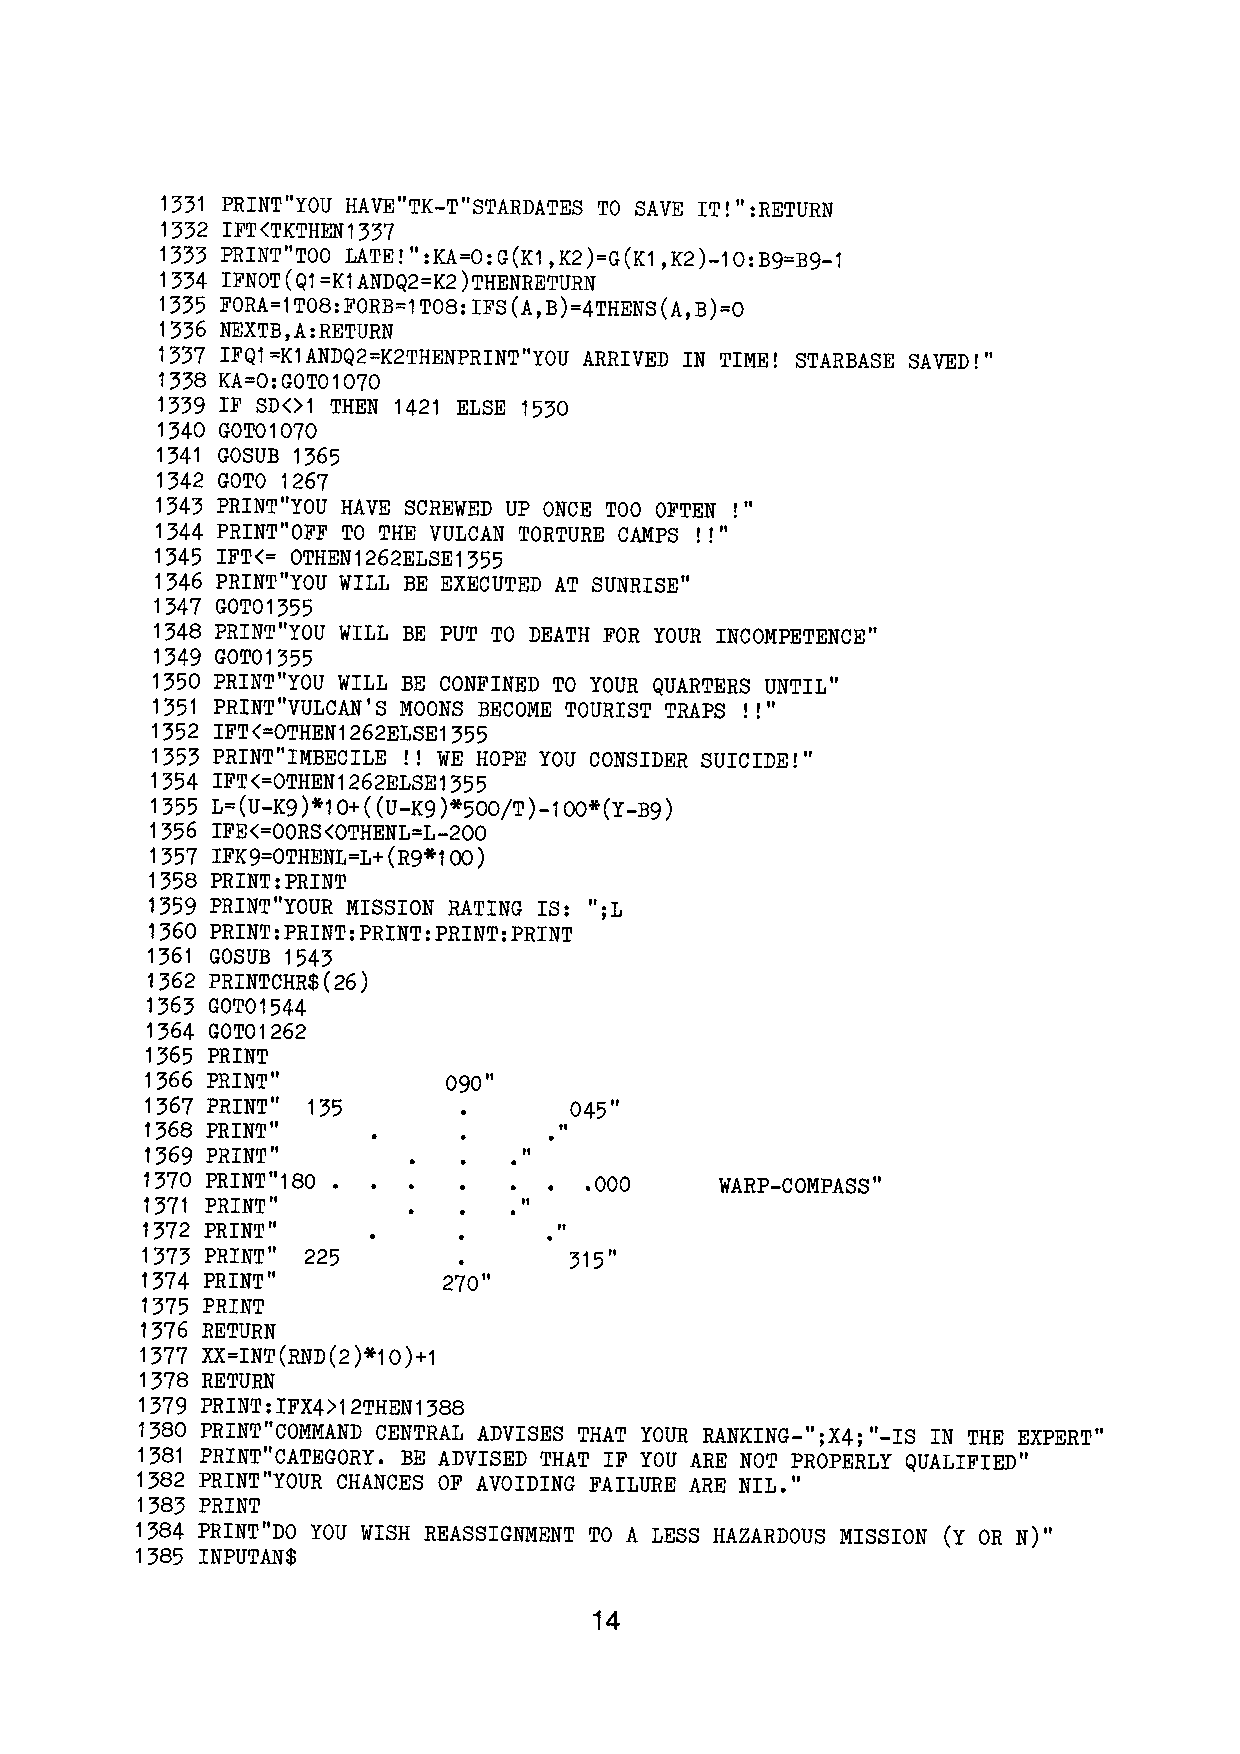 1331 PRINT"YOU HAVE"TK-T"STARDATES TO SAVE IT!":RETURN
1332 IFT<TKTHEN1337
1333 PRINT"TOO LATE!":KA=0:G(K1,K2)=G(K1,K2)-10:B9=B9-1
1334 IFNOT(Q1=K1ANDQ2=K2)THENRETURN
1335 FORA=1TO8:FORB=1TO8:IFS(A,B)=4THENS(A,B)=0
1336 NEXTB,A:RETURN
1337 IFQ1=K1ANDQ2=K2THENPRINT"YOU ARRIVED IN TIME! STARBASE SAVED!"
1338 KA=0:GOTO1070
1339 IF SD<>1 THEN 1421 ELSE 1530
1340 GOTO1070
1341 GOSUB 1365
1342 GOTO 1267
1343 PRINT"YOU HAVE SCREWED UP ONCE TOO OFTEN !"
1344 PRINT"OFF TO THE VULCAN TORTURE CAMPS !!"
1345 IFT<= 0THEN1262ELSE1355
1346 PRINT"YOU WILL BE EXECUTED AT SUNRISE"
1347 GOTO1355
1348 PRINT"YOU WILL BE PUT TO DEATH FOR YOUR INCOMPETENCE"
1349 GOTO1355
1350 PRINT"YOU WILL BE CONFINED TO YOUR QUARTERS UNTIL"
1351 PRINT"VULCAN'S MOONS BECOME TOURIST TRAPS !!"
1352 IFT<=0THEN1262ELSE1355
1353 PRINT"IMBECILE !! WE HOPE YOU CONSIDER SUICIDE!"
1354 IFT<=0THEN1262ELSE1355
1355 L=(U-K9)*10+((U-K9)*500/T)-100*(Y-B9)
1356 IFE<=0ORS<0THENL=L-200
1357 IFK9=0THENL=L+(R9*100)
1358 PRINT:PRINT
1359 PRINT"YOUR MISSION RATING IS: ";L
1360 PRINT:PRINT:PRINT:PRINT:PRINT
1361 GOSUB 1543
1362 PRINTCHR$(26)
1363 GOTO1544
1364 GOTO1262
1365 PRINT
1366 PRINT"             090"
1367 PRINT"  135         .        045"
1368 PRINT"       .      .      ."
1369 PRINT"          .   .   ."
1370 PRINT"180 .  .  .   .   .  .  .000       WARP-COMPASS"
1371 PRINT"          .   .   ."
1372 PRINT"       .      .      ."
1373 PRINT"  225         .        315"
1374 PRINT"             270"
1375 PRINT
1376 RETURN
1377 XX=INT(RND(2)*10)+1
1378 RETURN
1379 PRINT:IFX4>12THEN1388
1380 PRINT"COMMAND CENTRAL ADVISES THAT YOUR RANKING-";X4;"-IS IN THE EXPERT"
1381 PRINT"CATEGORY. BE ADVISED THAT IF YOU ARE NOT PROPERLY QUALIFIED"
1382 PRINT"YOUR CHANCES OF AVOIDING FAILURE ARE NIL."
1383 PRINT
1384 PRINT"DO YOU WISH REASSIGNMENT TO A LESS HAZARDOUS MISSION (Y OR N)"
1385 INPUTAN$
14